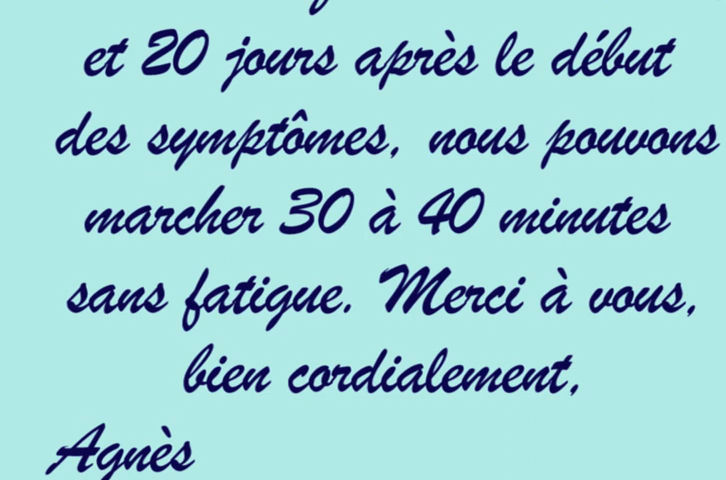 et 20 jours après le début
des symptômes, nous pouvons
marcher 30 à 40 minutes
sans fatigue. Merci à vous,
bien cordialement,
Agnès